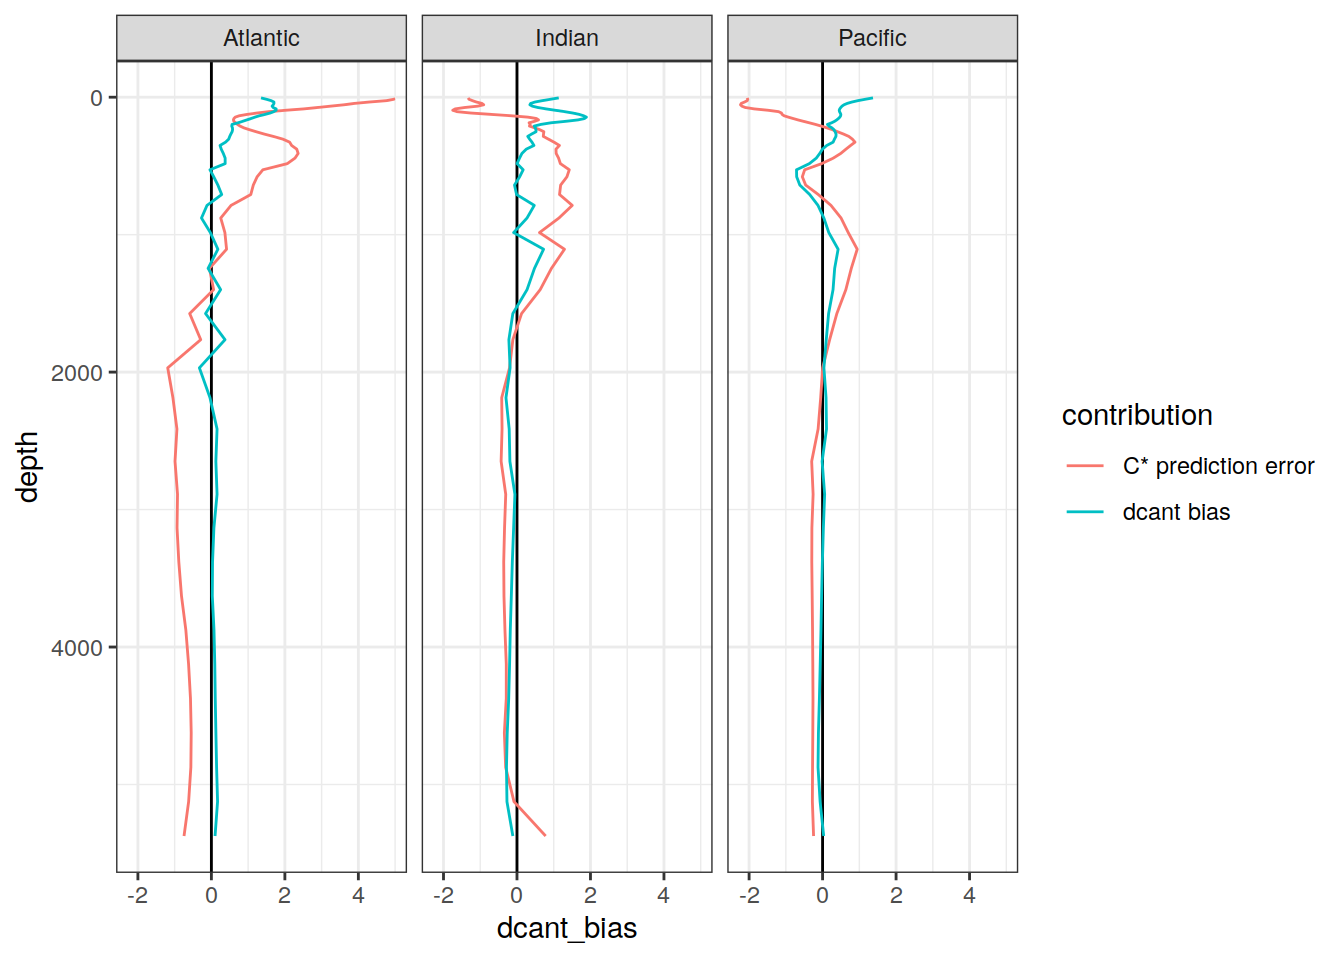 Atlantic Indian Pacific
0
2000
4000
depth
-2 0 2 4 -2 0 2 4 -2 0 2 4
dcant_bias
contribution
C* prediction error
dcant bias